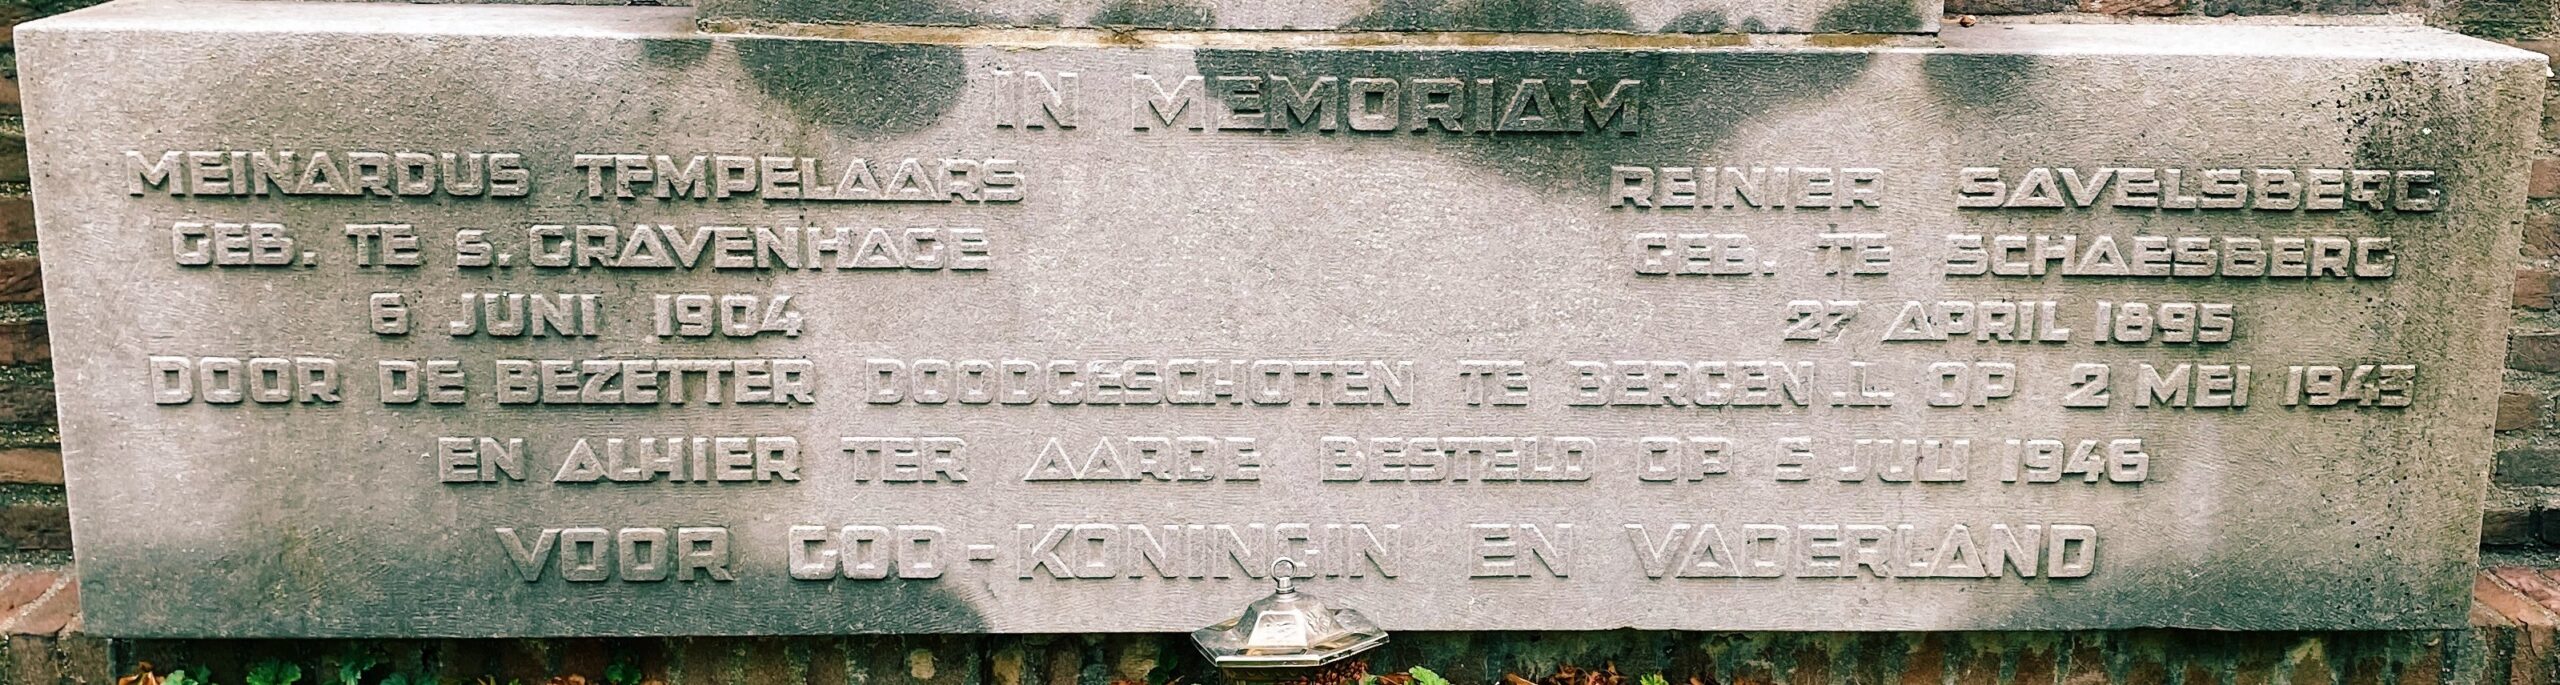 IN MEMORIAM
MEINARDUS TEMPELAARS
GEB. TE s. GRAVENHAGE
6 JUNI 1904
REINIER SAVELSBERG
GEB. TE SCHAESBERG
27 APRIL 1895
DOOR DE BEZETTER DOODGESCHOTEN TE BERGEN.L. OP 2 MEI 1943
EN ALHIER TER AARDE BESTELD OP 5 JULI 1946
VOOR GOD-KONINGIN EN VADERLAND